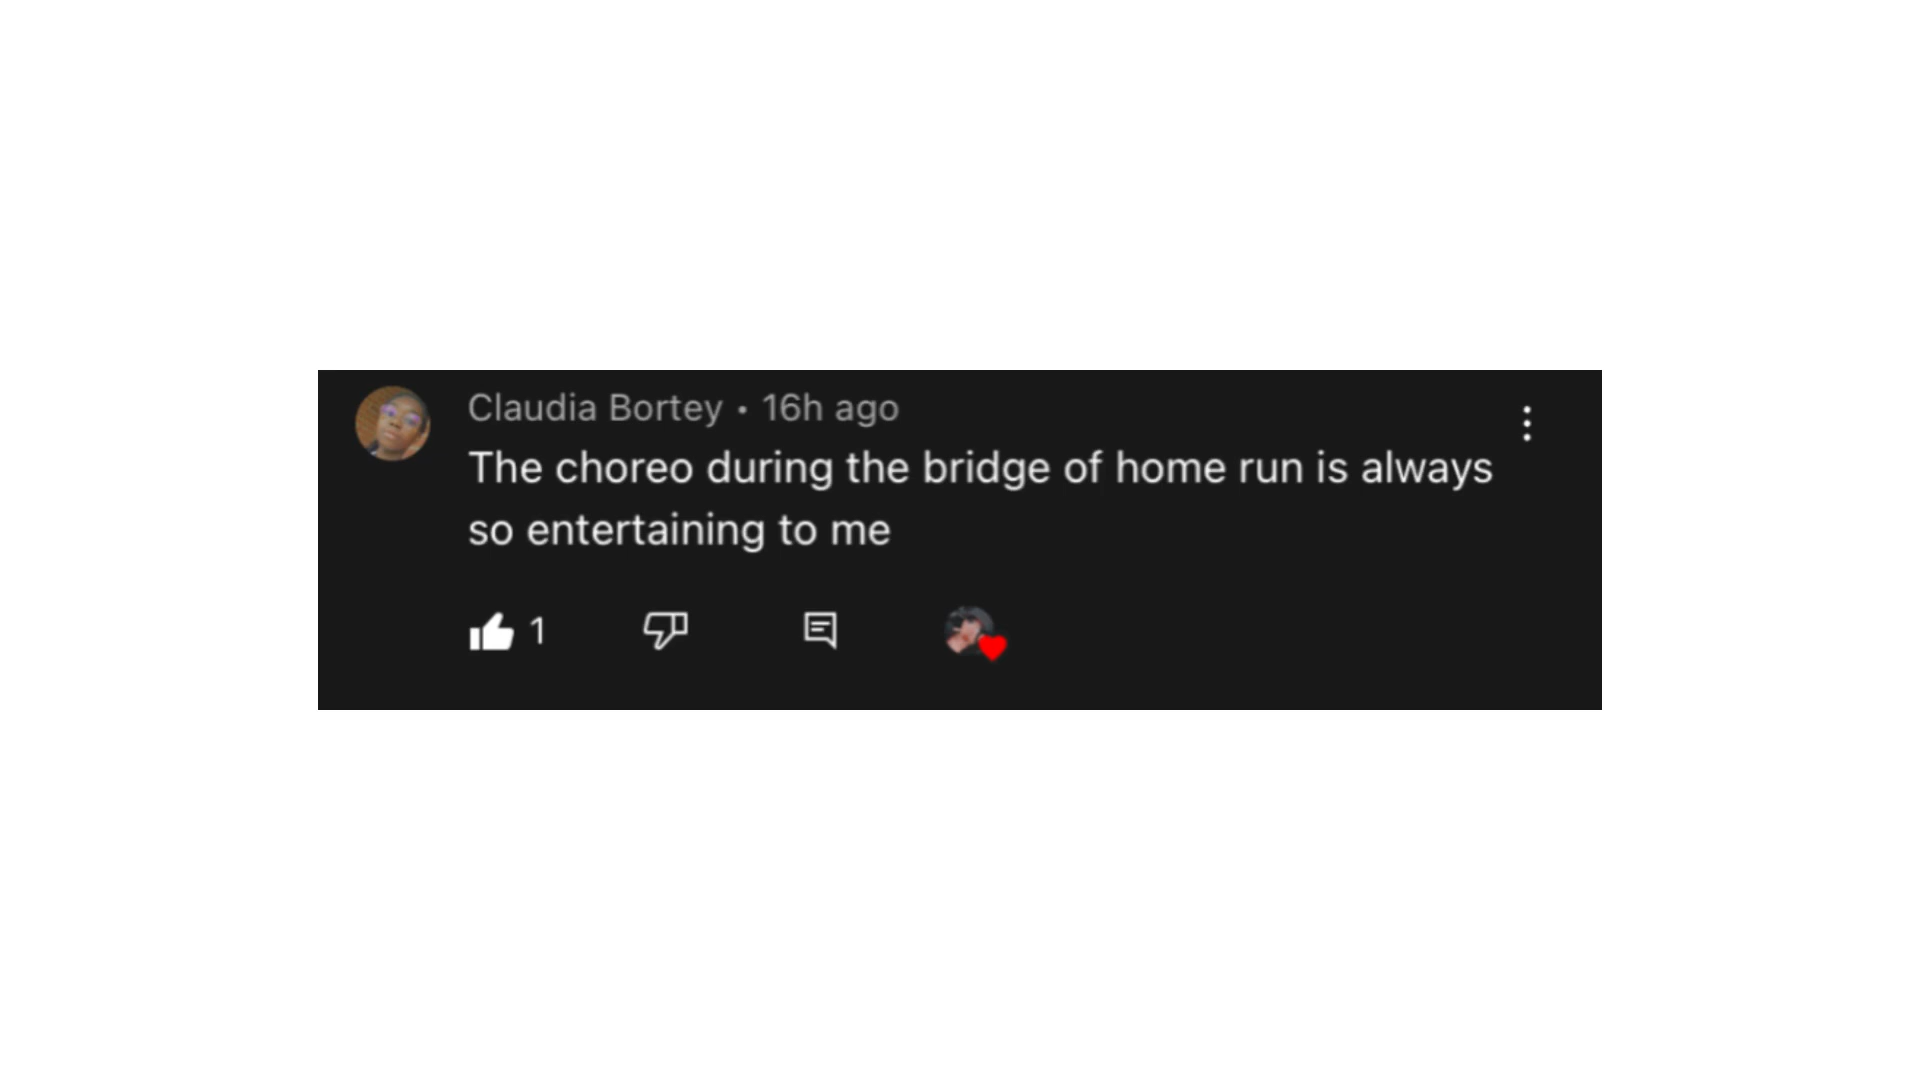 Claudia Bortey • 16h ago
The choreo during the bridge of home run is always
so entertaining to me
1